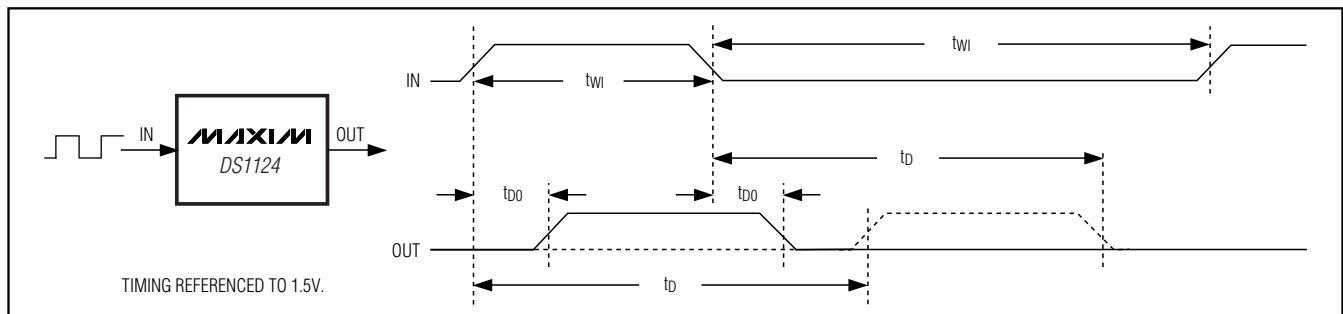 tWI
IN
tWI
IN
MAXIM
OUT
DS1124
tD
tD0
tD0
OUT
TIMING REFERENCED TO 1.5V.
tD